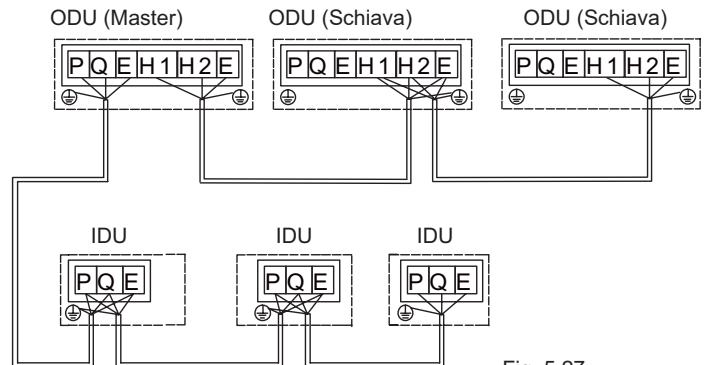 ODU (Master) ODU (Schiava) ODU (Schiava)
P Q E H1 H2 E P Q E H1 H2 E P Q E H1 H2 E
IDU IDU IDU
P Q E P Q E P Q E